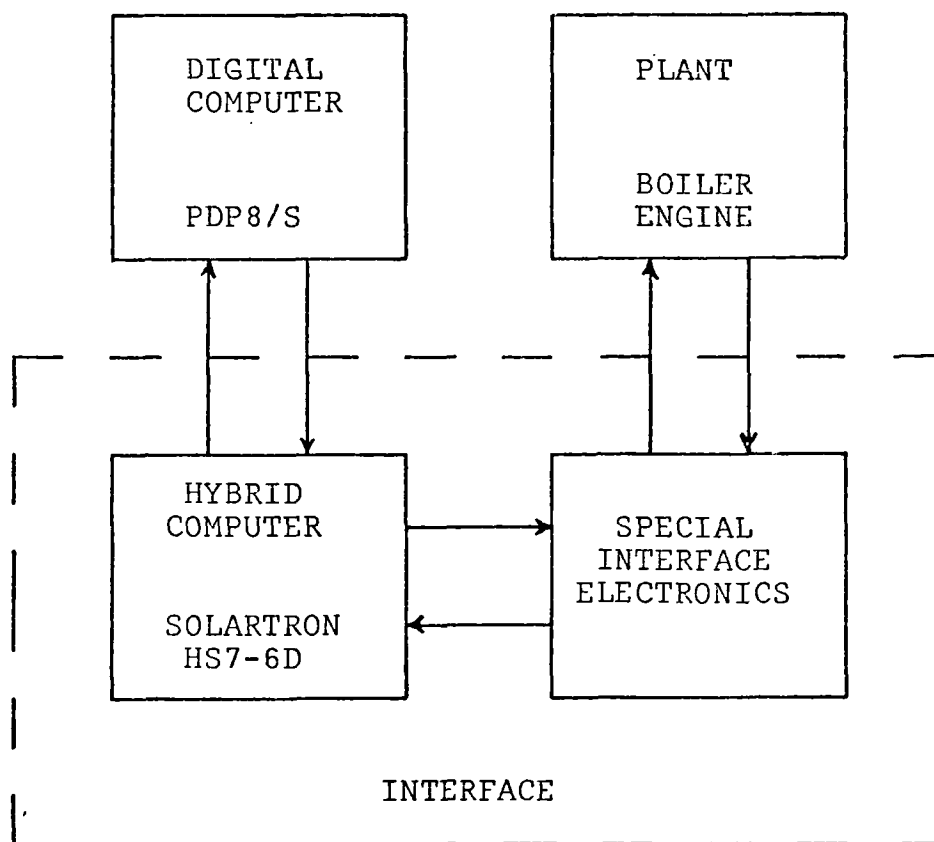 DIGITAL
COMPUTER
PDP8/S
PLANT
BOILER
ENGINE
HYBRID
COMPUTER
SOLARTRON
HS7-6D
SPECIAL
INTERFACE
ELECTRONICS
INTERFACE